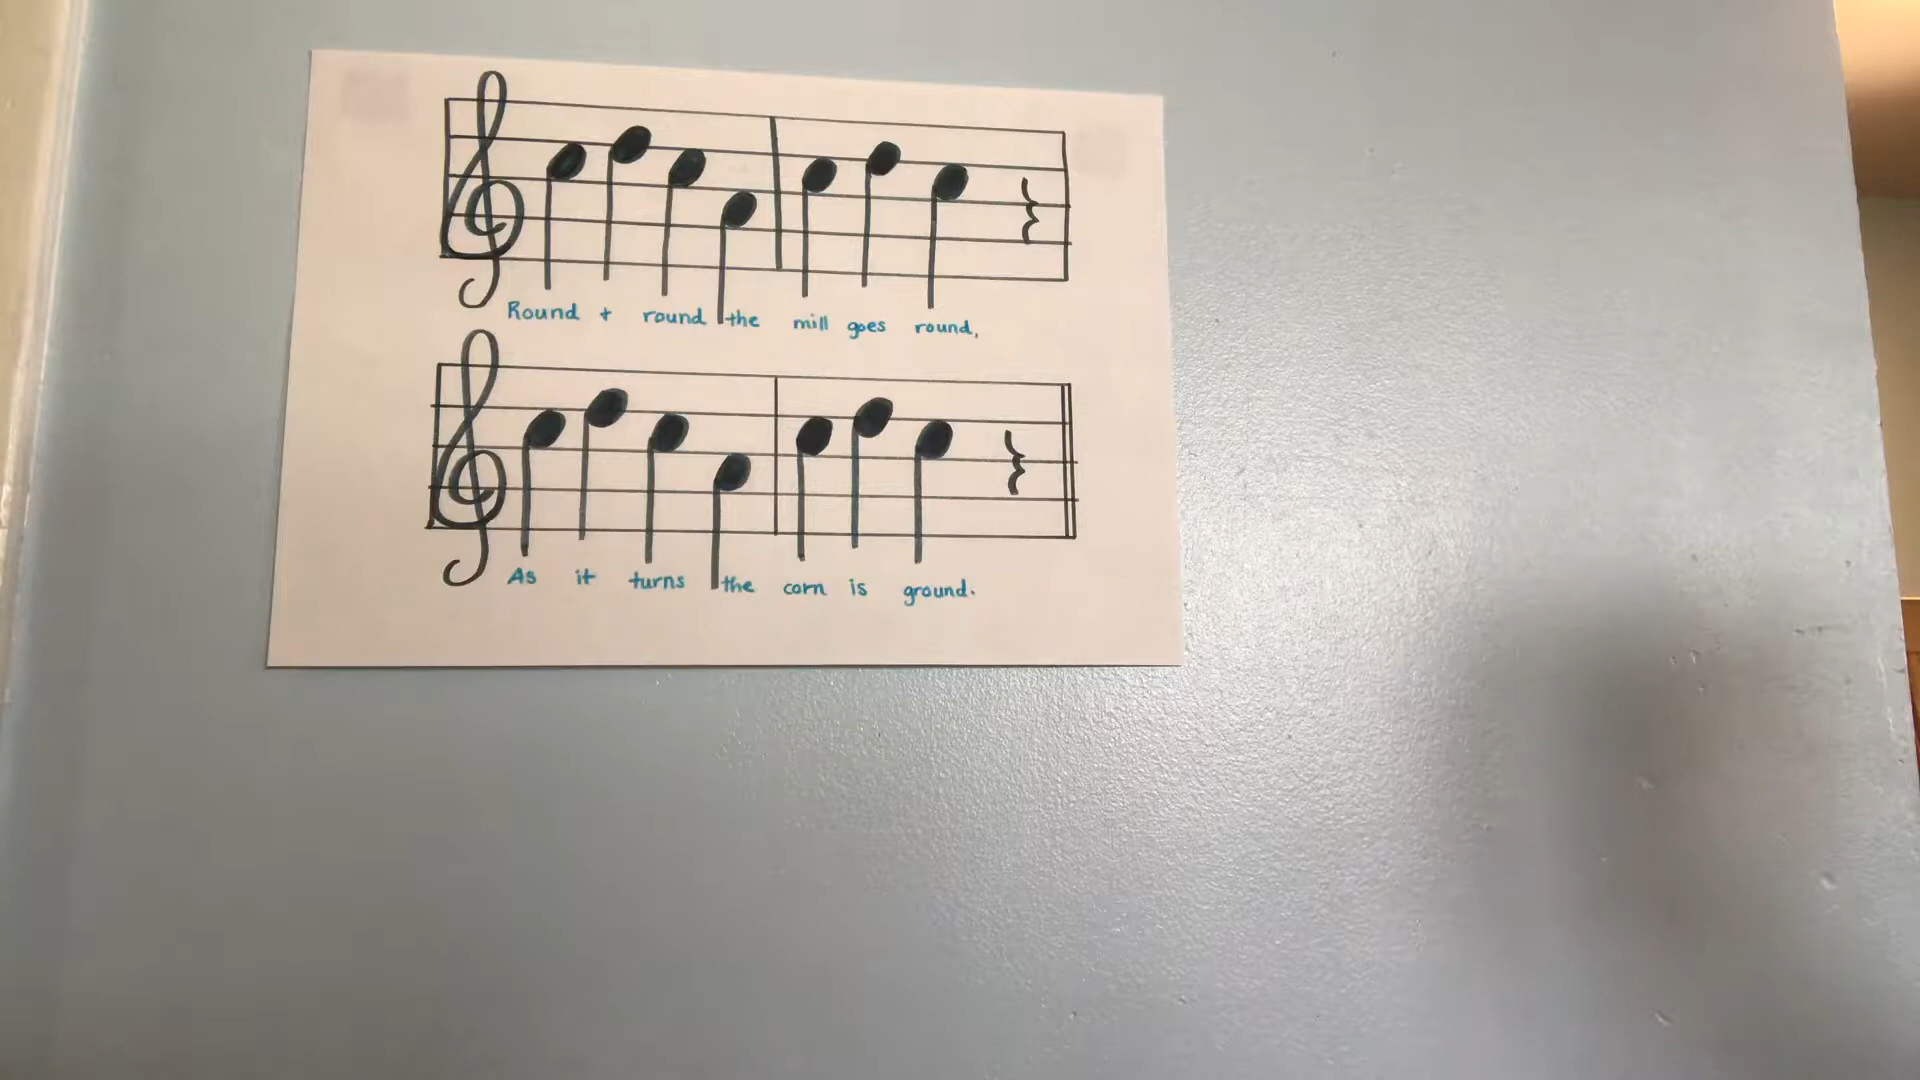 Round + round the mill goes round,
As it turns the corn is ground.